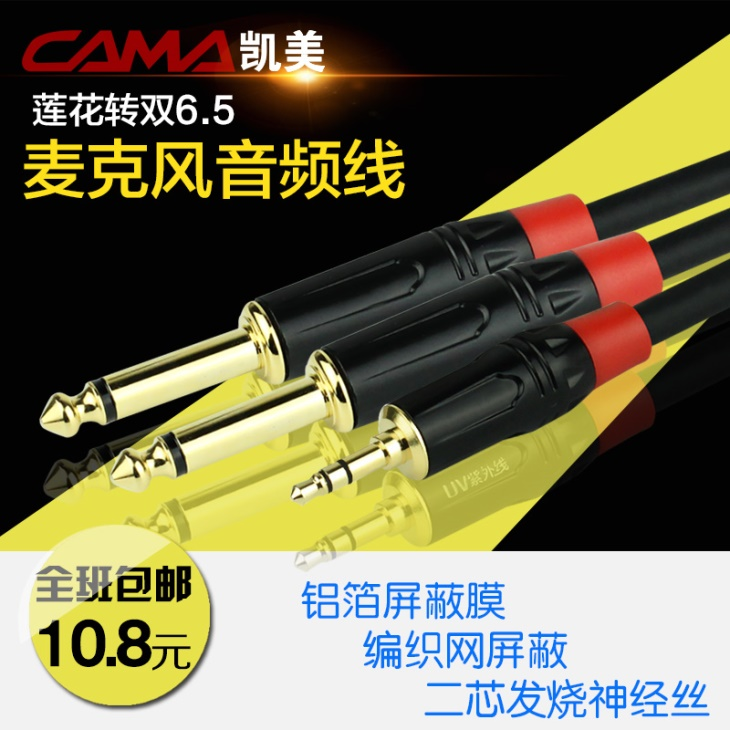 CAMA凯美
莲花转双6.5
麦克风音频线
UV紫外线
全班包邮
10.8元
铝箔屏蔽膜
编织网屏蔽
二芯发烧神经丝